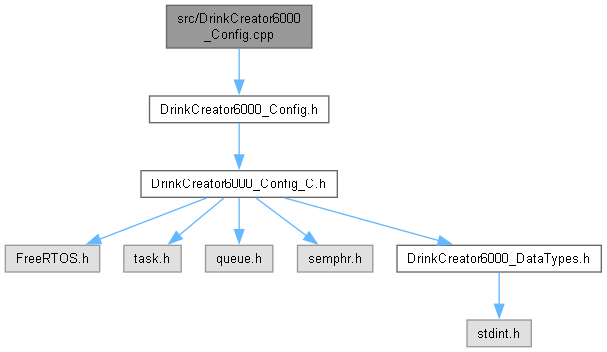 src/DrinkCreator6000
_Config.cpp
DrinkCreator6000_Config.h
DrinkCreator6000_Config_C.h
FreeRTOS.h
task.h
queue.h
semphr.h
DrinkCreator6000_DataTypes.h
stdint.h